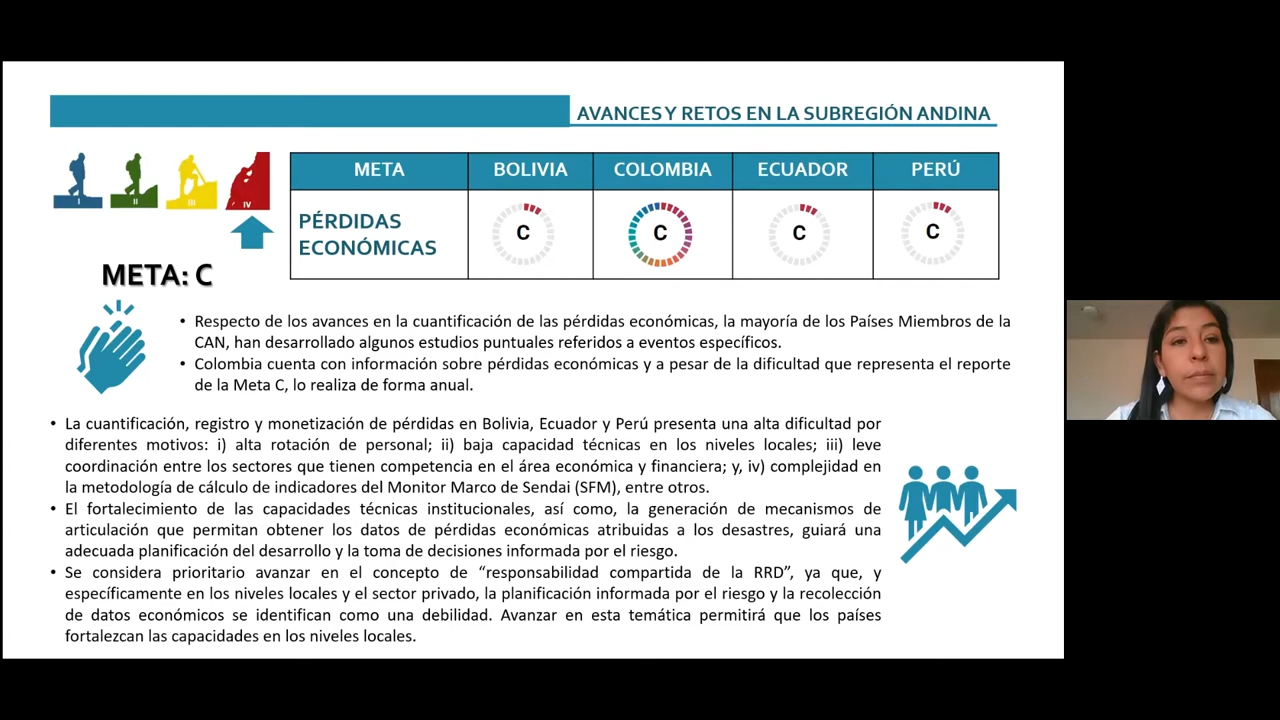 AVANCES Y RETOS EN LA SUBREGIÓN ANDINA
I II III IV
META BOLIVIA COLOMBIA ECUADOR PERÚ
PÉRDIDAS
ECONÓMICAS
C C C C
META: C
• Respecto de los avances en la cuantificación de las pérdidas económicas, la mayoría de los Países Miembros de la
CAN, han desarrollado algunos estudios puntuales referidos a eventos específicos.
• Colombia cuenta con información sobre pérdidas económicas y a pesar de la dificultad que representa el reporte
de la Meta C, lo realiza de forma anual.
• La cuantificación, registro y monetización de pérdidas en Bolivia, Ecuador y Perú presenta una alta dificultad por
diferentes motivos: i) alta rotación de personal; ii) baja capacidad técnicas en los niveles locales; iii) leve
coordinación entre los sectores que tienen competencia en el área económica y financiera; y, iv) complejidad en
la metodología de cálculo de indicadores del Monitor Marco de Sendai (SFM), entre otros.
• El fortalecimiento de las capacidades técnicas institucionales, así como, la generación de mecanismos de
articulación que permitan obtener los datos de pérdidas económicas atribuidas a los desastres, guiará una
adecuada planificación del desarrollo y la toma de decisiones informada por el riesgo.
• Se considera prioritario avanzar en el concepto de “responsabilidad compartida de la RRD”, ya que, y
específicamente en los niveles locales y el sector privado, la planificación informada por el riesgo y la recolección
de datos económicos se identifican como una debilidad. Avanzar en esta temática permitirá que los países
fortalezcan las capacidades en los niveles locales.